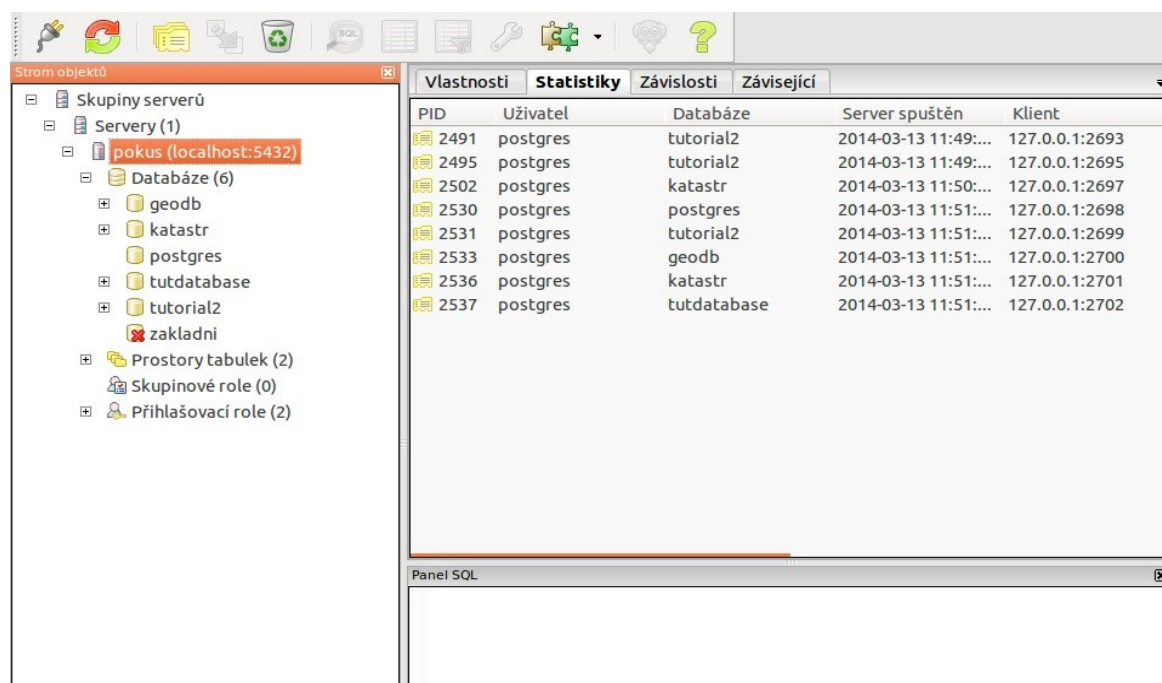 SQL
Strom objektů
Skupiny serverů
Servery (1)
pokus (localhost:5432)
Databáze (6)
geodb
katastr
postgres
tutdatabase
tutorial2
zakladni
Prostory tabulek (2)
Skupinové role (0)
Přihlašovací role (2)
Vlastnosti Statistiky Závislosti Závisející
PID Uživatel Databáze Server spuštěn Klient
2491 postgres tutorial2 2014-03-13 11:49:... 127.0.0.1:2693
2495 postgres tutorial2 2014-03-13 11:49:... 127.0.0.1:2695
2502 postgres katastr 2014-03-13 11:50:... 127.0.0.1:2697
2530 postgres postgres 2014-03-13 11:51:... 127.0.0.1:2698
2531 postgres tutorial2 2014-03-13 11:51:... 127.0.0.1:2699
2533 postgres geodb 2014-03-13 11:51:... 127.0.0.1:2700
2536 postgres katastr 2014-03-13 11:51:... 127.0.0.1:2701
2537 postgres tutdatabase 2014-03-13 11:51:... 127.0.0.1:2702
Panel SQL